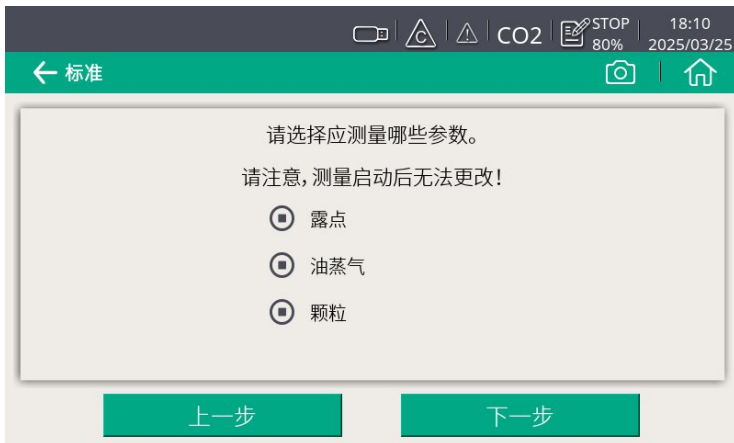 CO2 STOP 80% 18:10 2025/03/25
标准
请选择应测量哪些参数。
请注意,测量启动后无法更改!
露点
油蒸气
颗粒
上一步 下一步